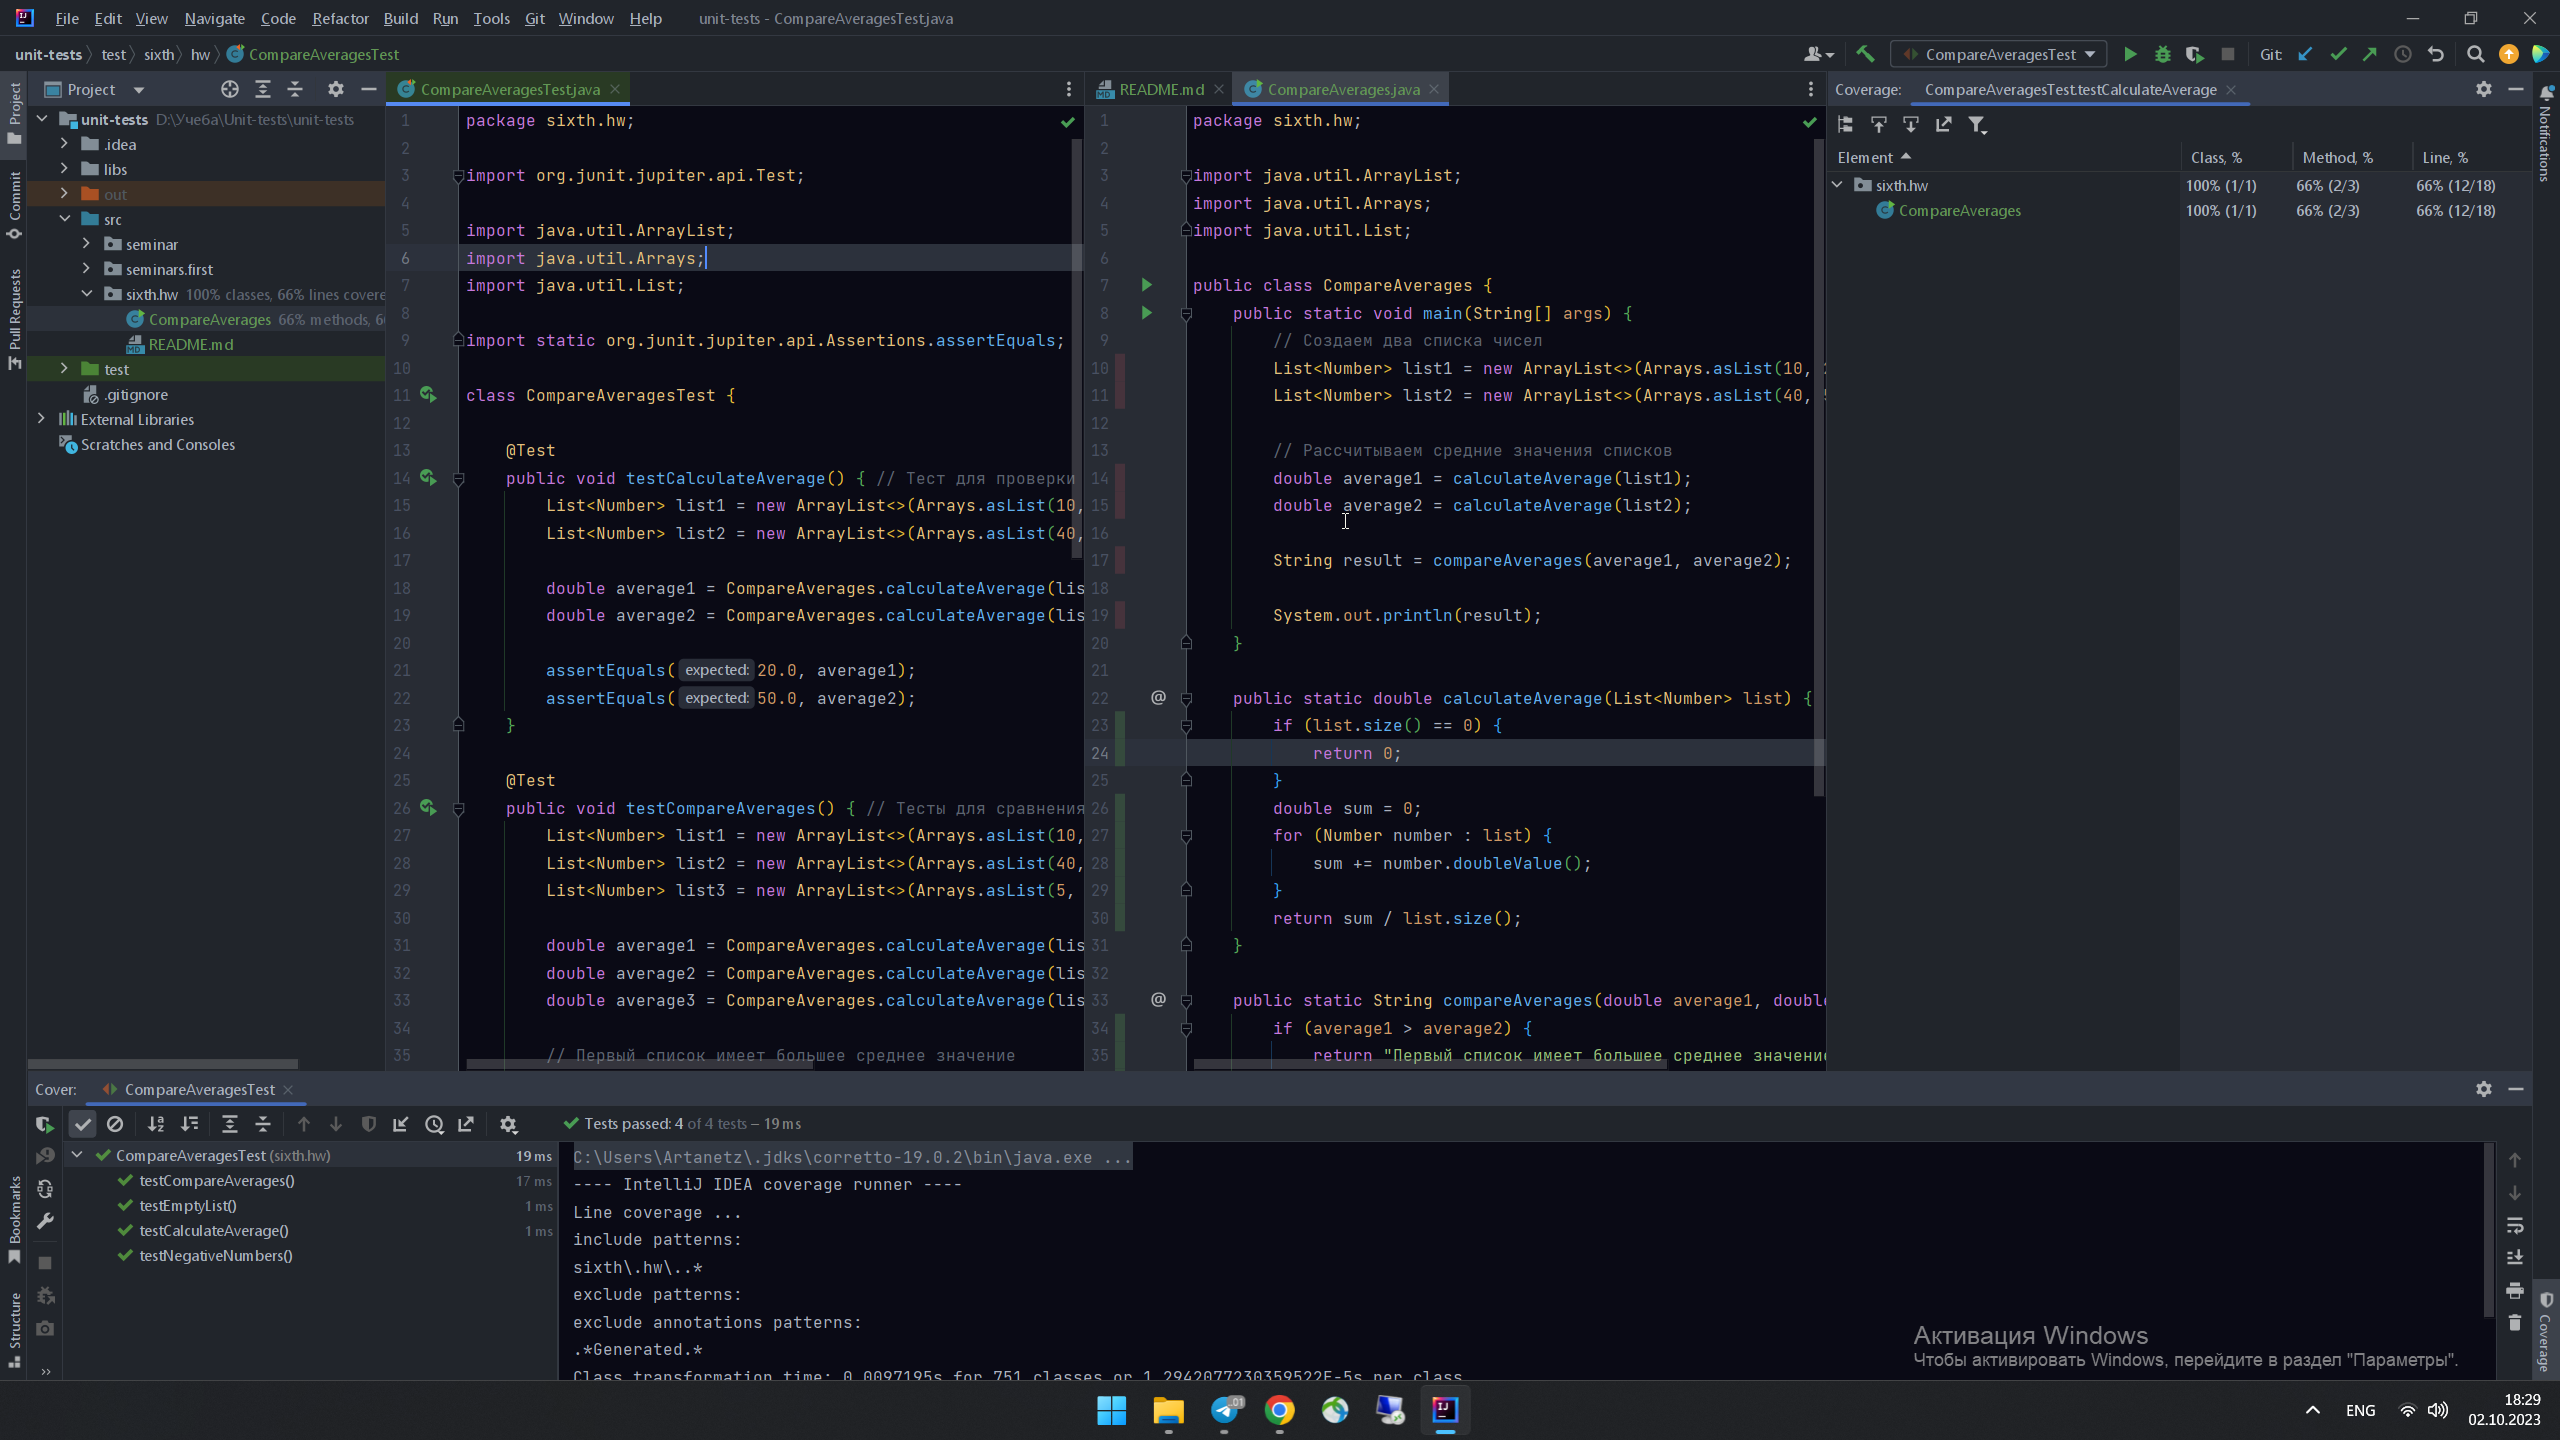 File Edit View Navigate Code Refactor Build Run Tools Git Window Help unit-tests - CompareAveragesTest.java
unit-tests test sixth hw CompareAveragesTest
CompareAveragesTest Git:
Project
Commit
Pull Requests
Bookmarks
Structure
Project
unit-tests D:\Учеба\Unit-tests\unit-tests
.idea
libs
out
src
seminar
seminars.first
sixth.hw 100% classes, 66% lines covere
CompareAverages 66% methods, 6
README.md
test
.gitignore
External Libraries
Scratches and Consoles
CompareAveragesTest.java
1 package sixth.hw;
2
3 import org.junit.jupiter.api.Test;
4
5 import java.util.ArrayList;
6 import java.util.Arrays;
7 import java.util.List;
8
9 import static org.junit.jupiter.api.Assertions.assertEquals;
10
11 class CompareAveragesTest {
12
13 @Test
14 public void testCalculateAverage() { // Тест для проверки
15 List<Number> list1 = new ArrayList<>(Arrays.asList(10,
16 List<Number> list2 = new ArrayList<>(Arrays.asList(40,
17
18 double average1 = CompareAverages.calculateAverage(lis
19 double average2 = CompareAverages.calculateAverage(lis
20
21 assertEquals( expected: 20.0, average1);
22 assertEquals( expected: 50.0, average2);
23 }
24
25 @Test
26 public void testCompareAverages() { // Тесты для сравнения
27 List<Number> list1 = new ArrayList<>(Arrays.asList(10,
28 List<Number> list2 = new ArrayList<>(Arrays.asList(40,
29 List<Number> list3 = new ArrayList<>(Arrays.asList(5,
30
31 double average1 = CompareAverages.calculateAverage(lis
32 double average2 = CompareAverages.calculateAverage(lis
33 double average3 = CompareAverages.calculateAverage(lis
34
35 // Первый список имеет большее среднее значение
README.md CompareAverages.java
1 package sixth.hw;
2
3 import java.util.ArrayList;
4 import java.util.Arrays;
5 import java.util.List;
6
7 public class CompareAverages {
8 public static void main(String[] args) {
9 // Создаем два списка чисел
10 List<Number> list1 = new ArrayList<>(Arrays.asList(10,
11 List<Number> list2 = new ArrayList<>(Arrays.asList(40,
12
13 // Рассчитываем средние значения списков
14 double average1 = calculateAverage(list1);
15 double average2 = calculateAverage(list2);
16
17 String result = compareAverages(average1, average2);
18
19 System.out.println(result);
20 }
21
22 @ public static double calculateAverage(List<Number> list) {
23 if (list.size() == 0) {
24 return 0;
25 }
26 double sum = 0;
27 for (Number number : list) {
28 sum += number.doubleValue();
29 }
30 return sum / list.size();
31 }
32
33 @ public static String compareAverages(double average1, double
34 if (average1 > average2) {
35 return "Первый список имеет большее среднее значение
Coverage: CompareAveragesTest.testCalculateAverage
Element Class, % Method, % Line, %
sixth.hw 100% (1/1) 66% (2/3) 66% (12/18)
CompareAverages 100% (1/1) 66% (2/3) 66% (12/18)
Notifications
Coverage
Cover: CompareAveragesTest
Tests passed: 4 of 4 tests – 19 ms
CompareAveragesTest (sixth.hw) 19 ms
testCompareAverages() 17 ms
testEmptyList() 1 ms
testCalculateAverage() 1 ms
testNegativeNumbers()
C:\Users\Artanetz\.jdks\corretto-19.0.2\bin\java.exe ...
---- IntelliJ IDEA coverage runner ----
Line coverage ...
include patterns:
sixth\.hw\..*
exclude patterns:
exclude annotations patterns:
.*Generated.*
Class transformation time: 0.0097195s for 751 classes or 1.2942077230359522E-5s per class
Активация Windows
Чтобы активировать Windows, перейдите в раздел "Параметры".
ENG
18:29
02.10.2023